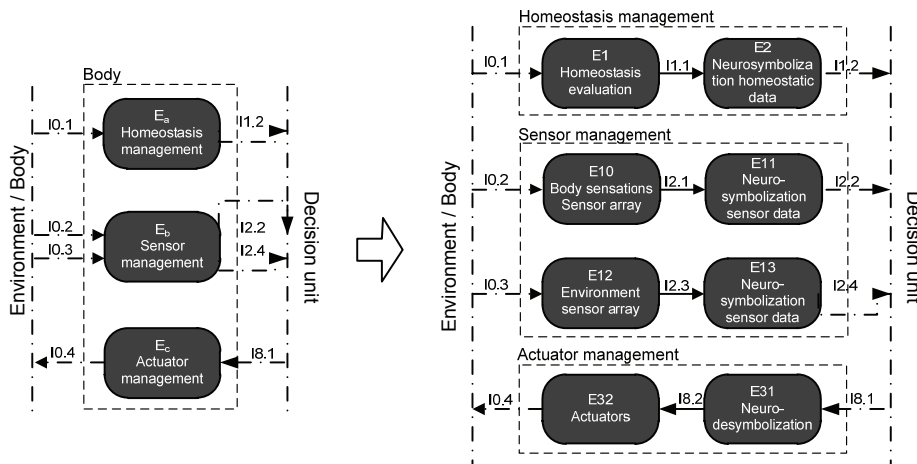 Body
Environment / Body
I0.1
E_a
Homeostasis
management
I1.2
I0.2
I0.3
E_b
Sensor
management
I2.2
I2.4
I0.4
E_c
Actuator
management
I8.1
Decision unit
Homeostasis management
Environment / Body
I0.1
E1
Homeostasis
evaluation
I1.1
E2
Neurosymboliza
tion homeostatic
data
I1.2
Sensor management
I0.2
E10
Body sensations
Sensor array
I2.1
E11
Neuro-
symbolization
sensor data
I2.2
I0.3
E12
Environment
sensor array
I2.3
E13
Neuro-
symbolization
sensor data
I2.4
Actuator management
I0.4
E32
Actuators
I8.2
E31
Neuro-
desymbolization
I8.1
Decision unit